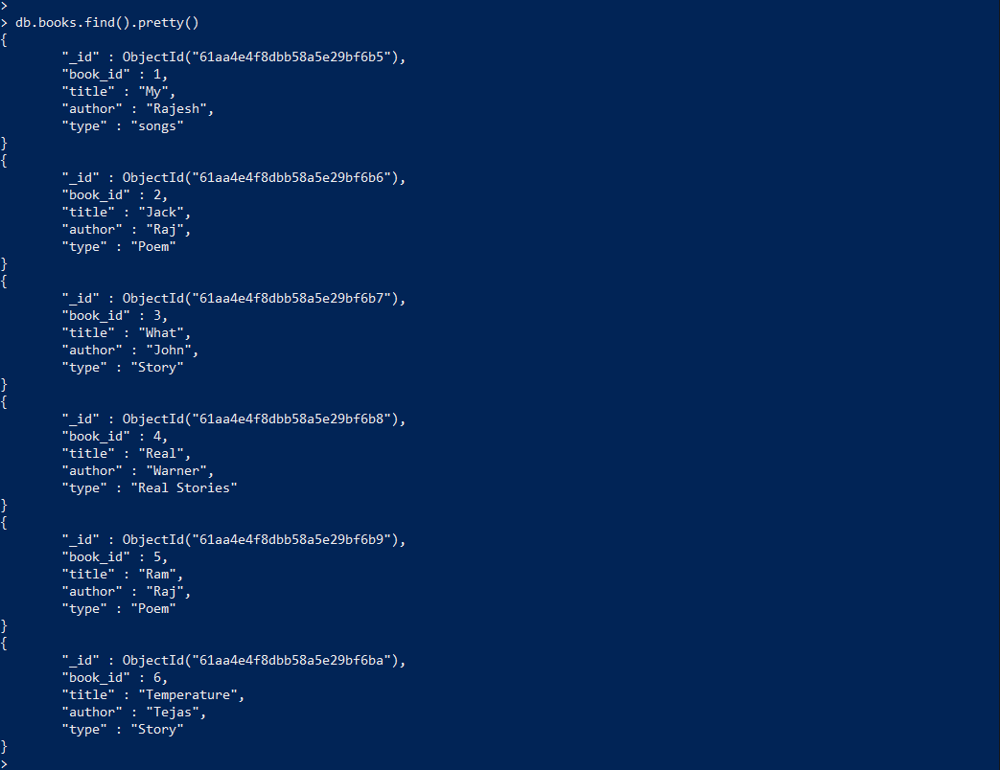 >
> db.books.find().pretty()
{
        "_id" : ObjectId("61aa4e4f8dbb58a5e29bf6b5"),
        "book_id" : 1,
        "title" : "My",
        "author" : "Rajesh",
        "type" : "songs"
}
{
        "_id" : ObjectId("61aa4e4f8dbb58a5e29bf6b6"),
        "book_id" : 2,
        "title" : "Jack",
        "author" : "Raj",
        "type" : "Poem"
}
{
        "_id" : ObjectId("61aa4e4f8dbb58a5e29bf6b7"),
        "book_id" : 3,
        "title" : "What",
        "author" : "John",
        "type" : "Story"
}
{
        "_id" : ObjectId("61aa4e4f8dbb58a5e29bf6b8"),
        "book_id" : 4,
        "title" : "Real",
        "author" : "Warner",
        "type" : "Real Stories"
}
{
        "_id" : ObjectId("61aa4e4f8dbb58a5e29bf6b9"),
        "book_id" : 5,
        "title" : "Ram",
        "author" : "Raj",
        "type" : "Poem"
}
{
        "_id" : ObjectId("61aa4e4f8dbb58a5e29bf6ba"),
        "book_id" : 6,
        "title" : "Temperature",
        "author" : "Tejas",
        "type" : "Story"
}
>